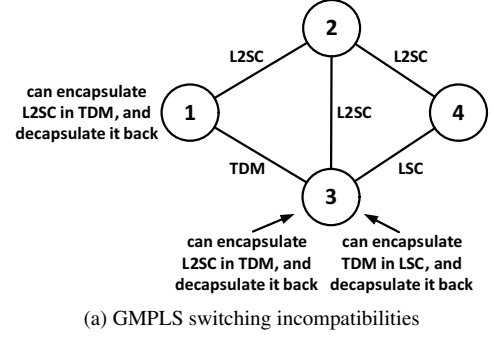 2
L2SC
L2SC
can encapsulate
L2SC in TDM, and
decapsulate it back
1
L2SC
4
TDM
LSC
3
can encapsulate
L2SC in TDM, and
decapsulate it back
can encapsulate
TDM in LSC, and
decapsulate it back
(a) GMPLS switching incompatibilities